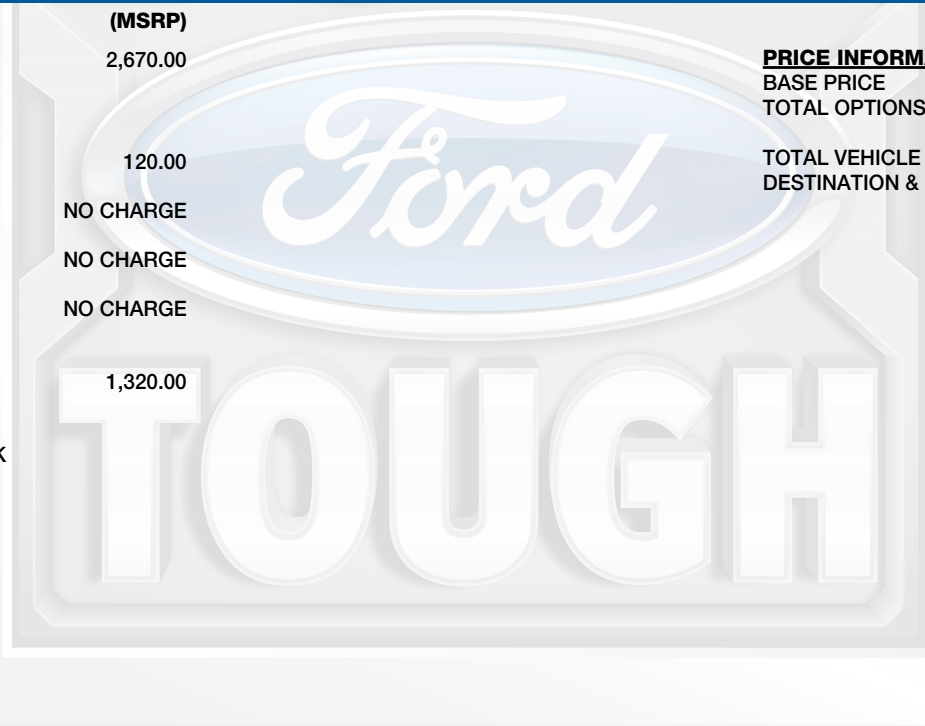 (MSRP)
2,670.00
120.00
NO CHARGE
NO CHARGE
NO CHARGE
1,320.00
PRICE INFORM
BASE PRICE
TOTAL OPTIONS
TOTAL VEHICLE
DESTINATION &
Ford
TOUGH